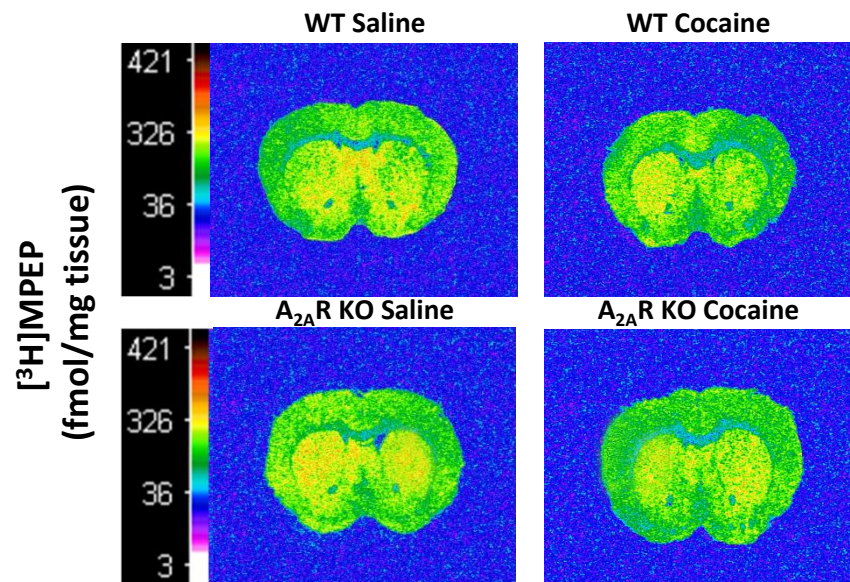 WT Saline
WT Cocaine
421
326
36
3
[³H]MPEP
(fmol/mg tissue)
A₂ₐR KO Saline
A₂ₐR KO Cocaine
421
326
36
3